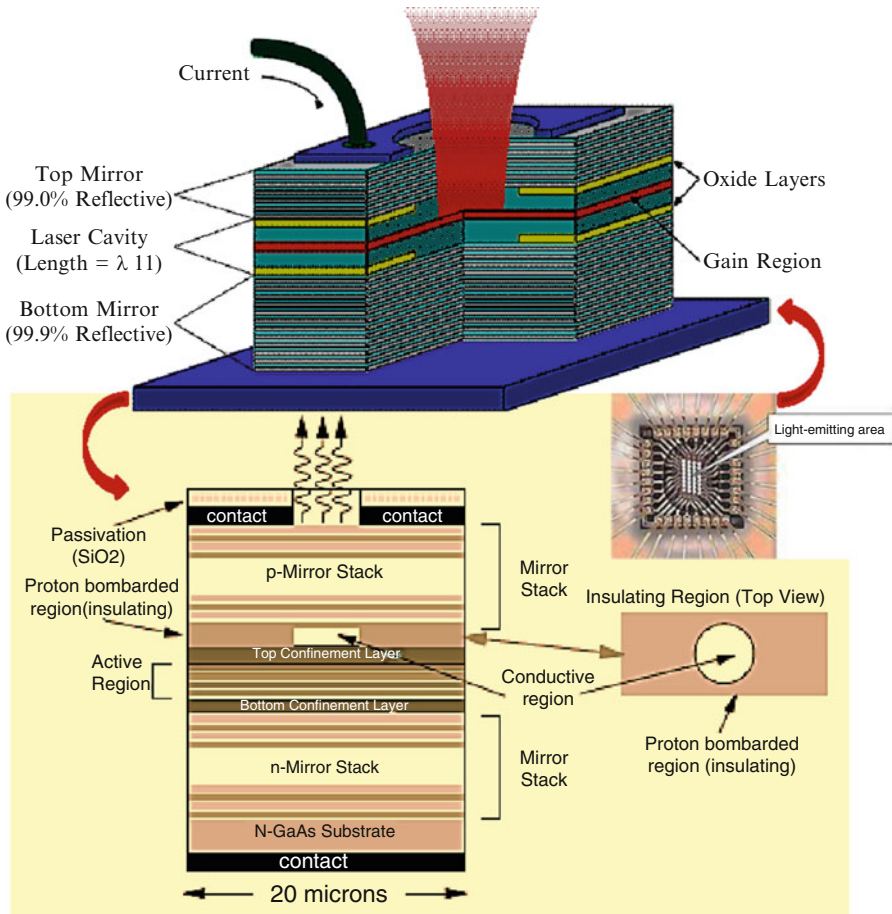 Current
Top Mirror
(99.0% Reflective)
Laser Cavity
(Length = λ 11)
Bottom Mirror
(99.9% Reflective)
Oxide Layers
Gain Region
Light-emitting area
Passivation
(SiO2)
Proton bombarded
region(insulating)
Active
Region
contact
contact
p-Mirror Stack
Top Confinement Layer
Bottom Confinement Layer
n-Mirror Stack
N-GaAs Substrate
contact
20 microns
Mirror
Stack
Conductive
region
Mirror
Stack
Insulating Region (Top View)
Proton bombarded
region (insulating)